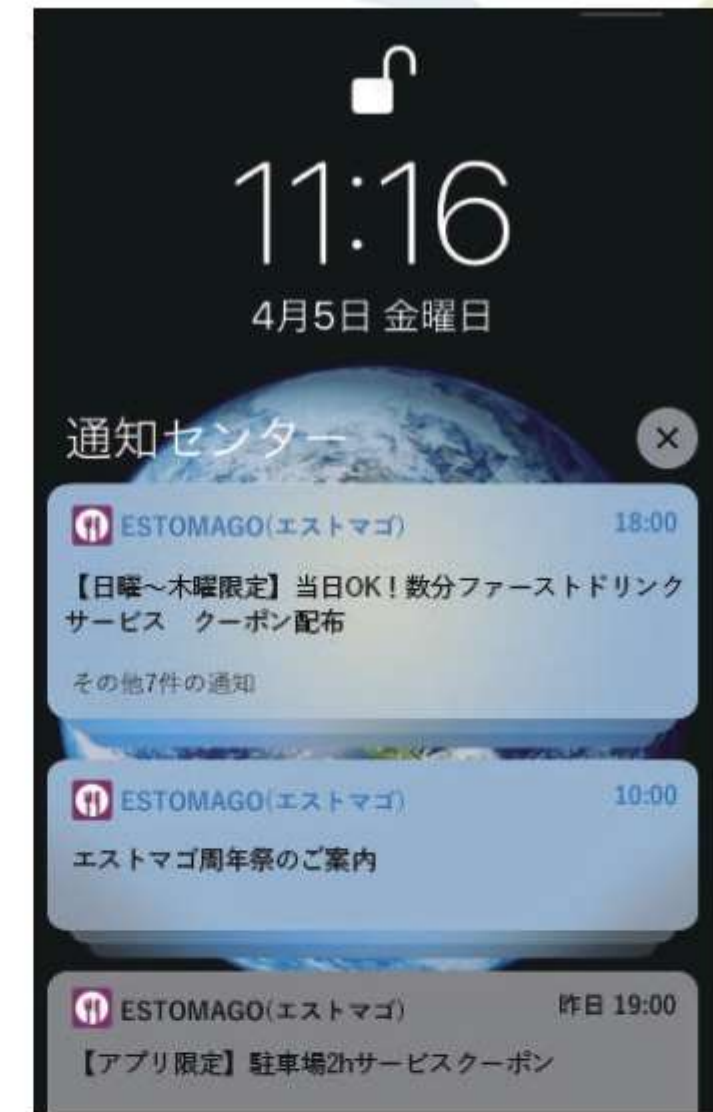 11:16
4月5日 金曜日
通知センター
ESTOMAGO(エストマゴ) 18:00
【日曜～木曜限定】当日OK！数分ファーストドリンク
サービス　クーポン配布
その他7件の通知
ESTOMAGO(エストマゴ) 10:00
エストマゴ周年祭のご案内
ESTOMAGO(エストマゴ) 昨日 19:00
【アプリ限定】駐車場2hサービスクーポン